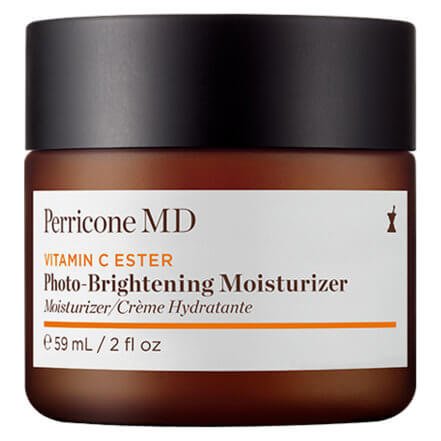 Perricone MD
VITAMIN C ESTER
Photo-Brightening Moisturizer
Moisturizer/Crème Hydratante
℮ 59 mL / 2 fl oz